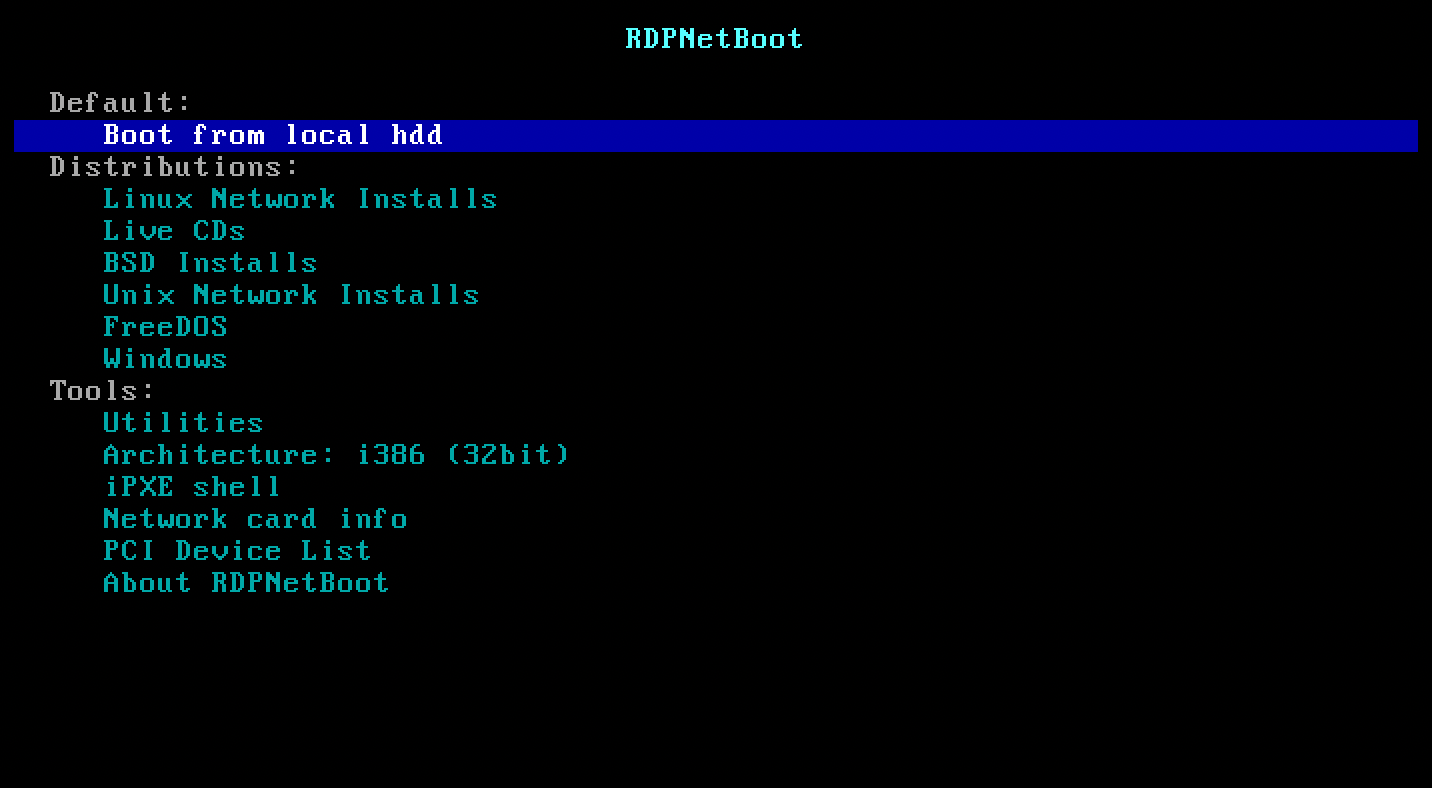 RDPNetBoot
Default:
Boot from local hdd
Distributions:
Linux Network Installs
Live CDs
BSD Installs
Unix Network Installs
FreeDOS
Windows
Tools:
Utilities
Architecture: i386 (32bit)
iPXE shell
Network card info
PCI Device List
About RDPNetBoot